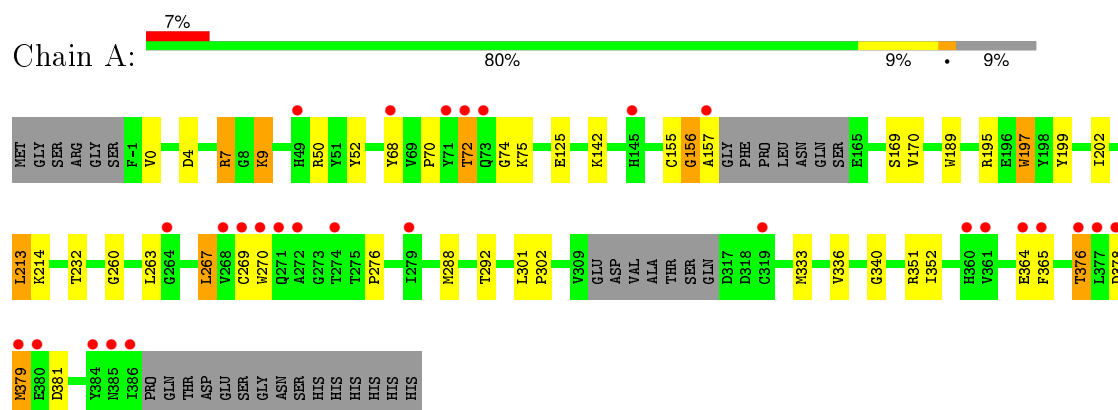 7%
Chain A:
80% 9% • 9%
MET GLY SER ARG GLY SER F-1 V0 D4 R7 G8 K9 H49 R50 Y51 Y52 Y68 V69 P70 Y71 T72 Q73 G74 K75 E125 K142 H145 G155 G156 A157 GLY PHE PRO LEU ASN GLN SER E165 S169 V170 W189 R195 E196 W197 Y198 Y199 I202
L213 K214 T232 G260 L263 G264 L267 V268 C269 W270 Q271 A272 G273 T274 T275 P276 I279 M288 T292 L301 P302 V309 GLU ASP VAL ALA THR SER GLN D317 D318 C319 M333 V336 G340 R351 I352 H360 V361 E364 F365 T376 L377 D378
M379 E380 D381 Y384 N385 I386 PRO GLN THR ASP GLU SER GLY ASN SER HIS HIS HIS HIS HIS HIS